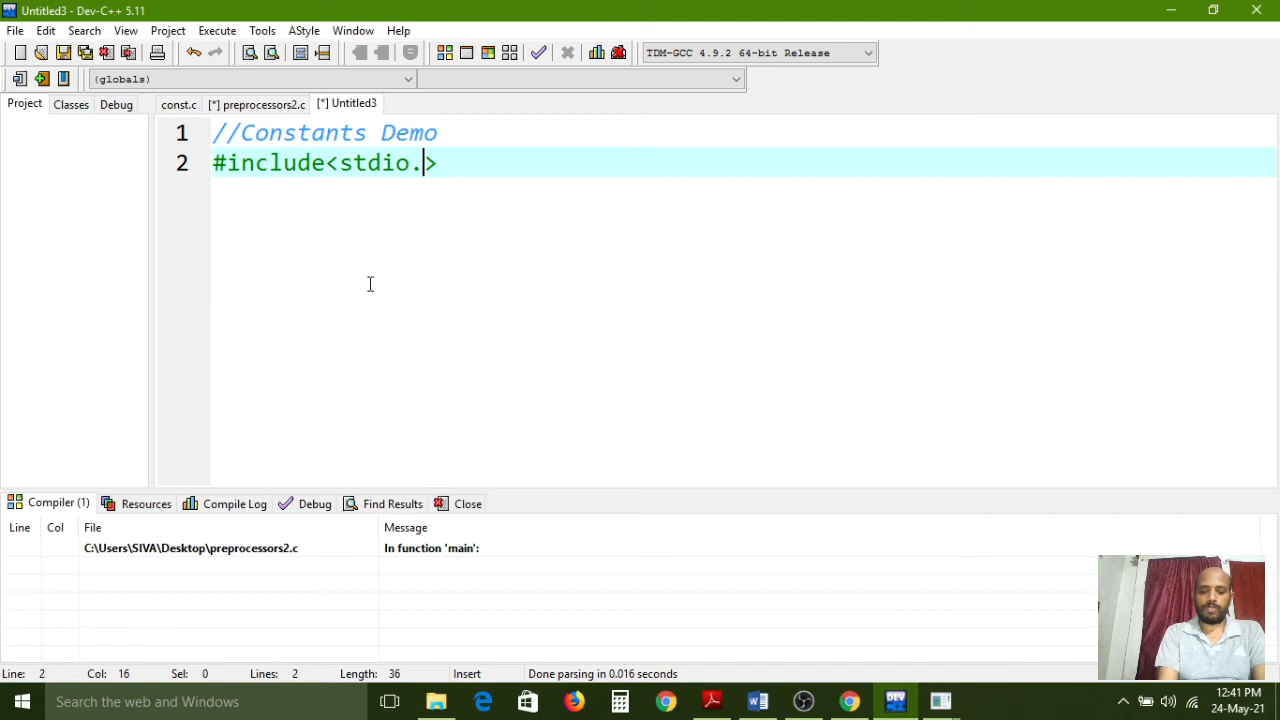 Untitled3 - Dev-C++ 5.11
File Edit Search View Project Execute Tools AStyle Window Help
TDM-GCC 4.9.2 64-bit Release
(globals)
Project Classes Debug const.c [*] preprocessors2.c [*] Untitled3
1 //Constants Demo
2 #include<stdio.>
Compiler (1) Resources Compile Log Debug Find Results Close
Line Col File Message
C:\Users\SIVA\Desktop\preprocessors2.c In function 'main':
Line: 2 Col: 16 Sel: 0 Lines: 2 Length: 36 Insert Done parsing in 0.016 seconds
Search the web and Windows
DEV
12:41 PM
24-May-21